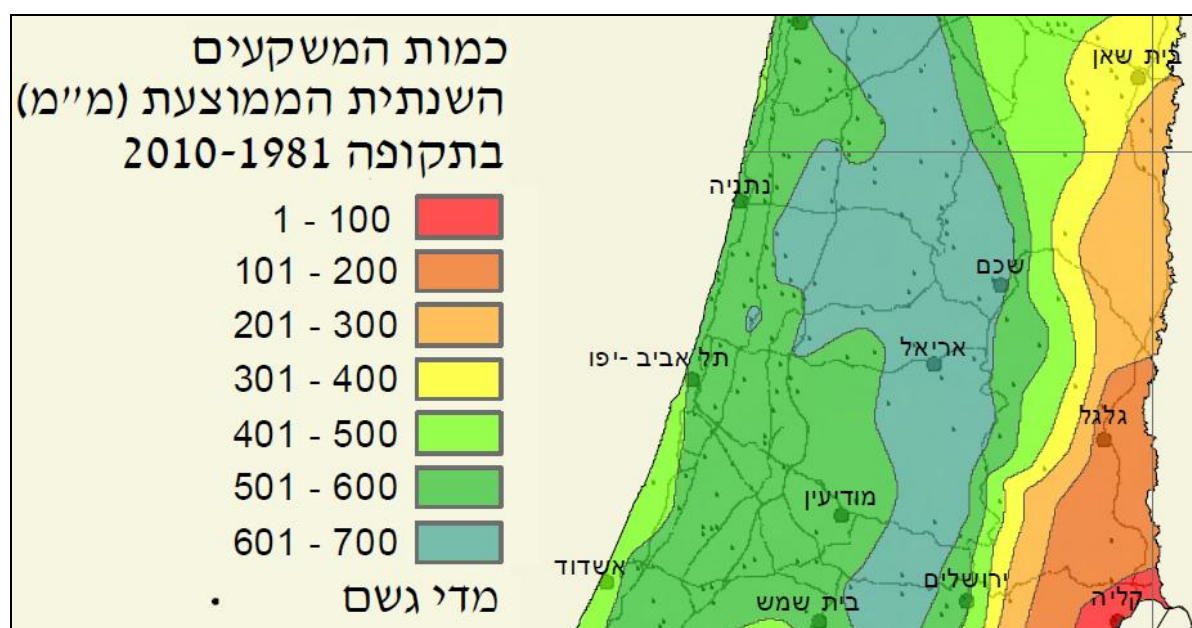 כמות המשקעים
השנתית הממוצעת (מ״מ)
בתקופה 2010-1981
1 - 100
101 - 200
201 - 300
301 - 400
401 - 500
501 - 600
601 - 700
מדי גשם
בית שאן
נתניה
שכם
אריאל
תל אביב -יפו
גלגל
מודיעין
אשדוד
ירושלים
בית שמש
קליה